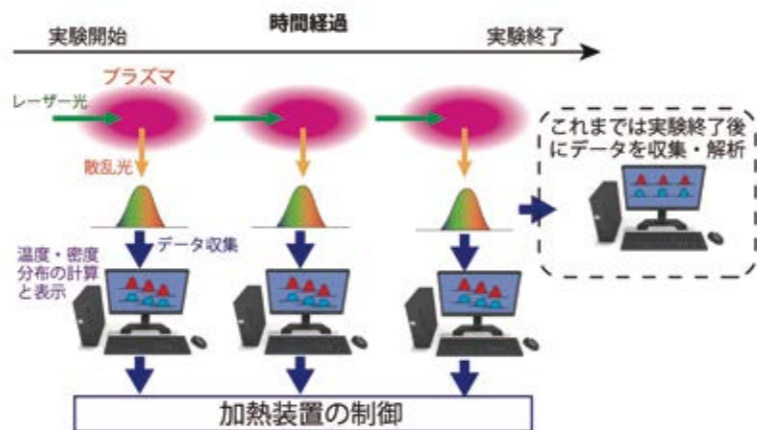 時間経過
実験開始
実験終了
プラズマ
レーザー光
これまでは実験終了後
にデータを収集・解析
散乱光
データ収集
温度・密度
分布の計算
と表示
加熱装置の制御